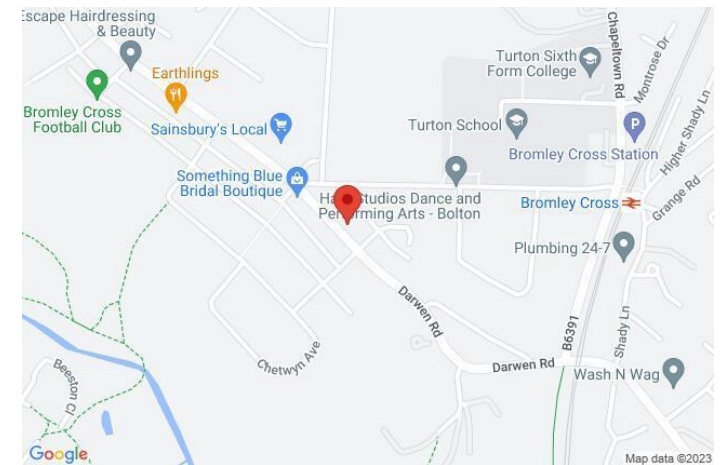 Escape Hairdressing
& Beauty
Earthlings
Bromley Cross
Football Club
Sainsbury's Local
Something Blue
Bridal Boutique
Turton Sixth
Form College
Turton School
Chapeltown Rd
Montrose Dr
Higher Shady Ln
P
Bromley Cross Station
Studios Dance and
Performing Arts - Bolton
Bromley Cross
Grange Rd
Plumbing 24-7
Darwen Rd
B6391
Shady Ln
Chetwyn Ave
Darwen Rd
Wash N Wag
Beeston Cl
Google
Map data ©2023